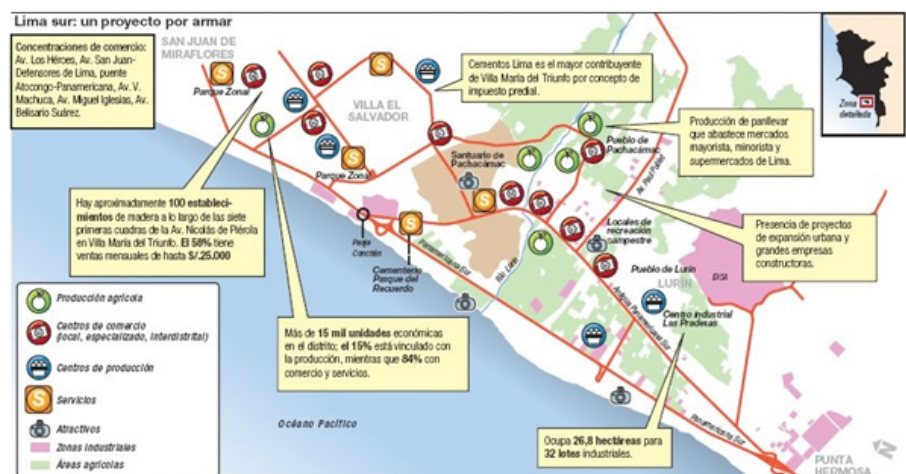 Lima sur: un proyecto por armar
Concentraciones de comercio:
Av. Los Héroes, Av. San Juan-
Defensores de Lima, puente
Atocongo-Panamericana, Av. V.
Machuca, Av. Miguel Iglesias, Av.
Belisario Suárez.
SAN JUAN DE
MIRAFLORES
Parque Zonal
VILLA EL
SALVADOR
Cementos Lima es el mayor contribuyente
de Villa María del Triunfo por concepto de
impuesto predial.
Zona
detallada
Producción de panllevar
que abastece mercados
mayorista, minorista y
supermercados de Lima.
Pueblo de
Pachacámac
Santuario de
Pachacámac
Parque Zonal
Hay aproximadamente 100 estableci-
mientos de madera a lo largo de las siete
primeras cuadras de la Av. Nicolás de Piérola
en Villa María del Triunfo. El 58% tiene
ventas mensuales de hasta S/.25.000
Presencia de proyectos
de expansión urbana y
grandes empresas
constructoras.
Locales de
recreación
campestre
Peaje
Conchán
Cementerio
Parque del
Recuerdo
Panamericana Sur
Río Lurín
Pueblo de Lurín
LURÍN
Centro industrial
Las Praderas
Antigua Panamericana Sur
Más de 15 mil unidades económicas
en el distrito; el 15% está vinculado con
la producción, mientras que 84% con
comercio y servicios.
Producción agrícola
Centros de comercio
(local, especializado, interdistrital)
Centros de producción
Servicios
Atractivos
Zonas industriales
Áreas agrícolas
Océano Pacífico
Ocupa 26,8 hectáreas para
32 lotes industriales.
Panamericana Sur
PUNTA
HERMOSA
N